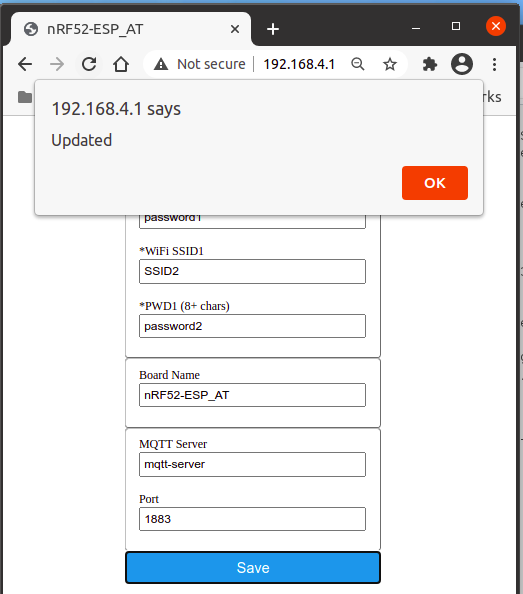 nRF52-ESP_AT
Not secure
192.168.4.1
192.168.4.1 says
Updated
OK
password1
*WiFi SSID1
SSID2
*PWD1 (8+ chars)
password2
Board Name
nRF52-ESP_AT
MQTT Server
mqtt-server
Port
1883
Save